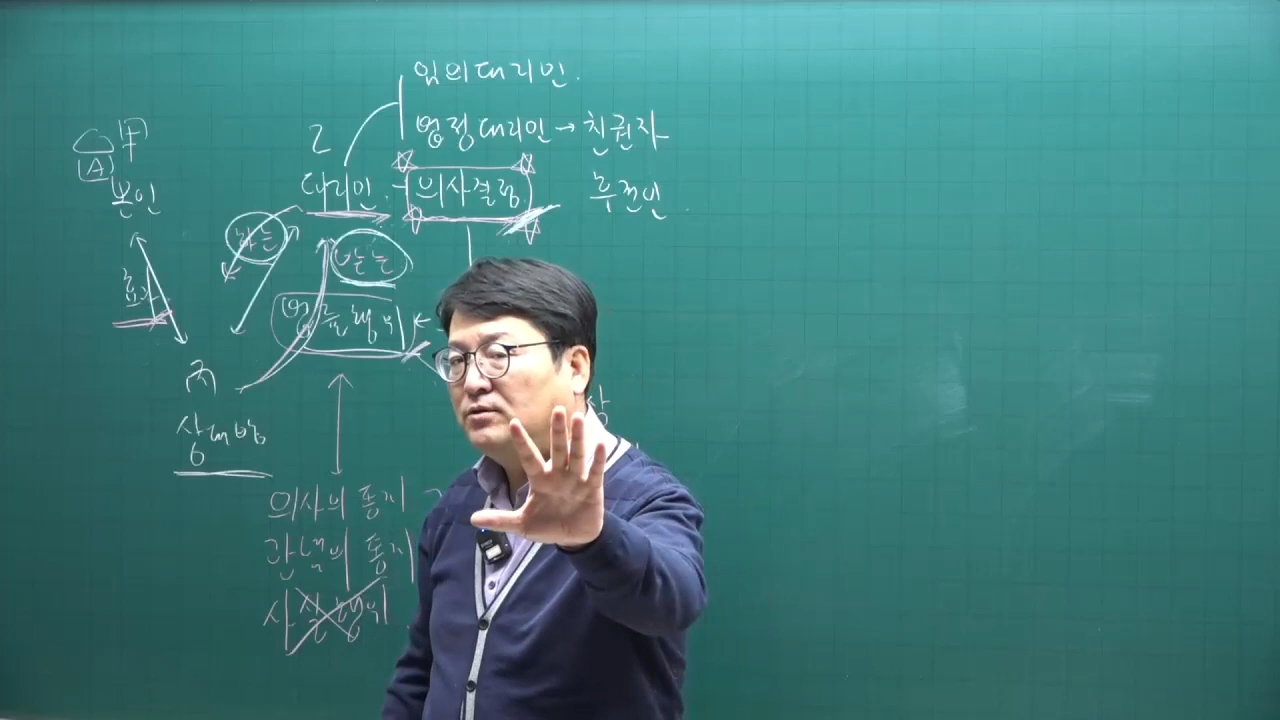 임의대리인.
법정대리인 → 친권자
甲
A
乙
본인
대리인 - 의사결정
후견인.
하는
받는
효과
법률행위
丙
상대방
의사의 통지
관념의 통지
사실행위